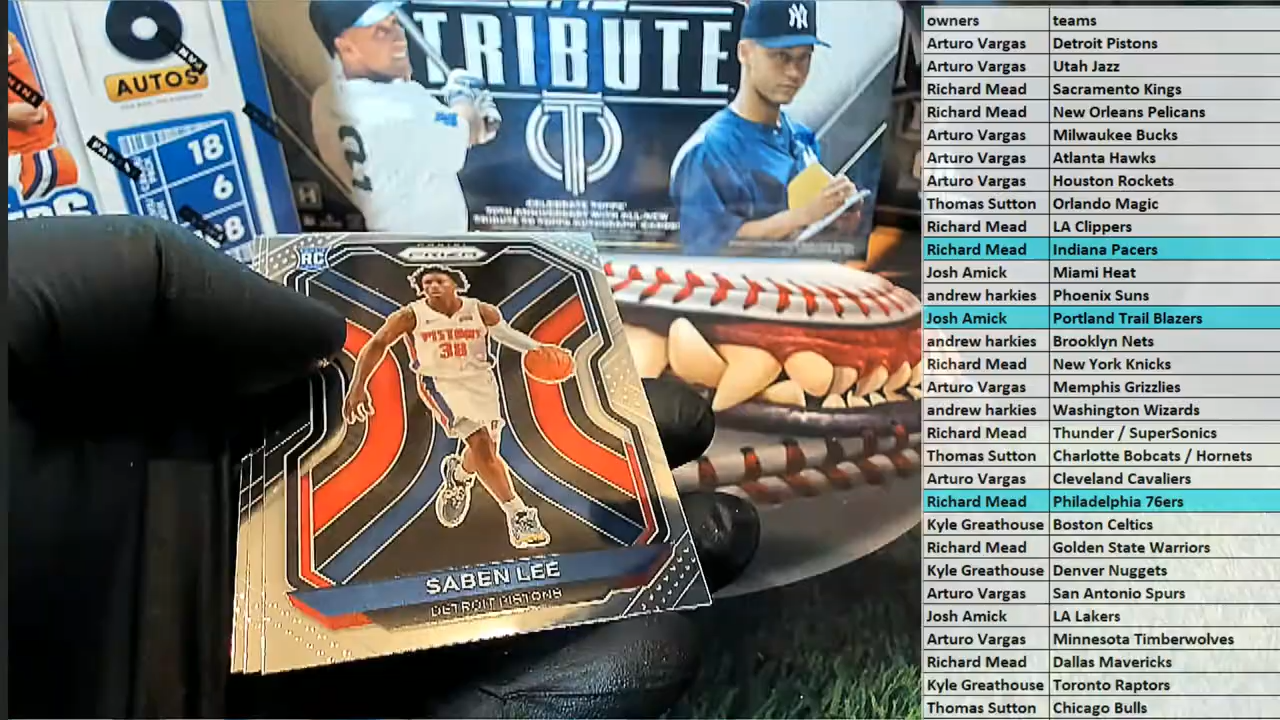 AUTOS
18
6
8
TRIBUTE
CELEBRATE TOPPS'
NY
2
RC
PANINI
PRIZM
PISTONS
38
SABEN LEE
DETROIT PISTONS
owners teams
Arturo Vargas Detroit Pistons
Arturo Vargas Utah Jazz
Richard Mead Sacramento Kings
Richard Mead New Orleans Pelicans
Arturo Vargas Milwaukee Bucks
Arturo Vargas Atlanta Hawks
Arturo Vargas Houston Rockets
Thomas Sutton Orlando Magic
Richard Mead LA Clippers
Richard Mead Indiana Pacers
Josh Amick Miami Heat
andrew harkies Phoenix Suns
Josh Amick Portland Trail Blazers
andrew harkies Brooklyn Nets
Richard Mead New York Knicks
Arturo Vargas Memphis Grizzlies
andrew harkies Washington Wizards
Richard Mead Thunder / SuperSonics
Thomas Sutton Charlotte Bobcats / Hornets
Arturo Vargas Cleveland Cavaliers
Richard Mead Philadelphia 76ers
Kyle Greathouse Boston Celtics
Richard Mead Golden State Warriors
Kyle Greathouse Denver Nuggets
Arturo Vargas San Antonio Spurs
Josh Amick LA Lakers
Arturo Vargas Minnesota Timberwolves
Richard Mead Dallas Mavericks
Kyle Greathouse Toronto Raptors
Thomas Sutton Chicago Bulls